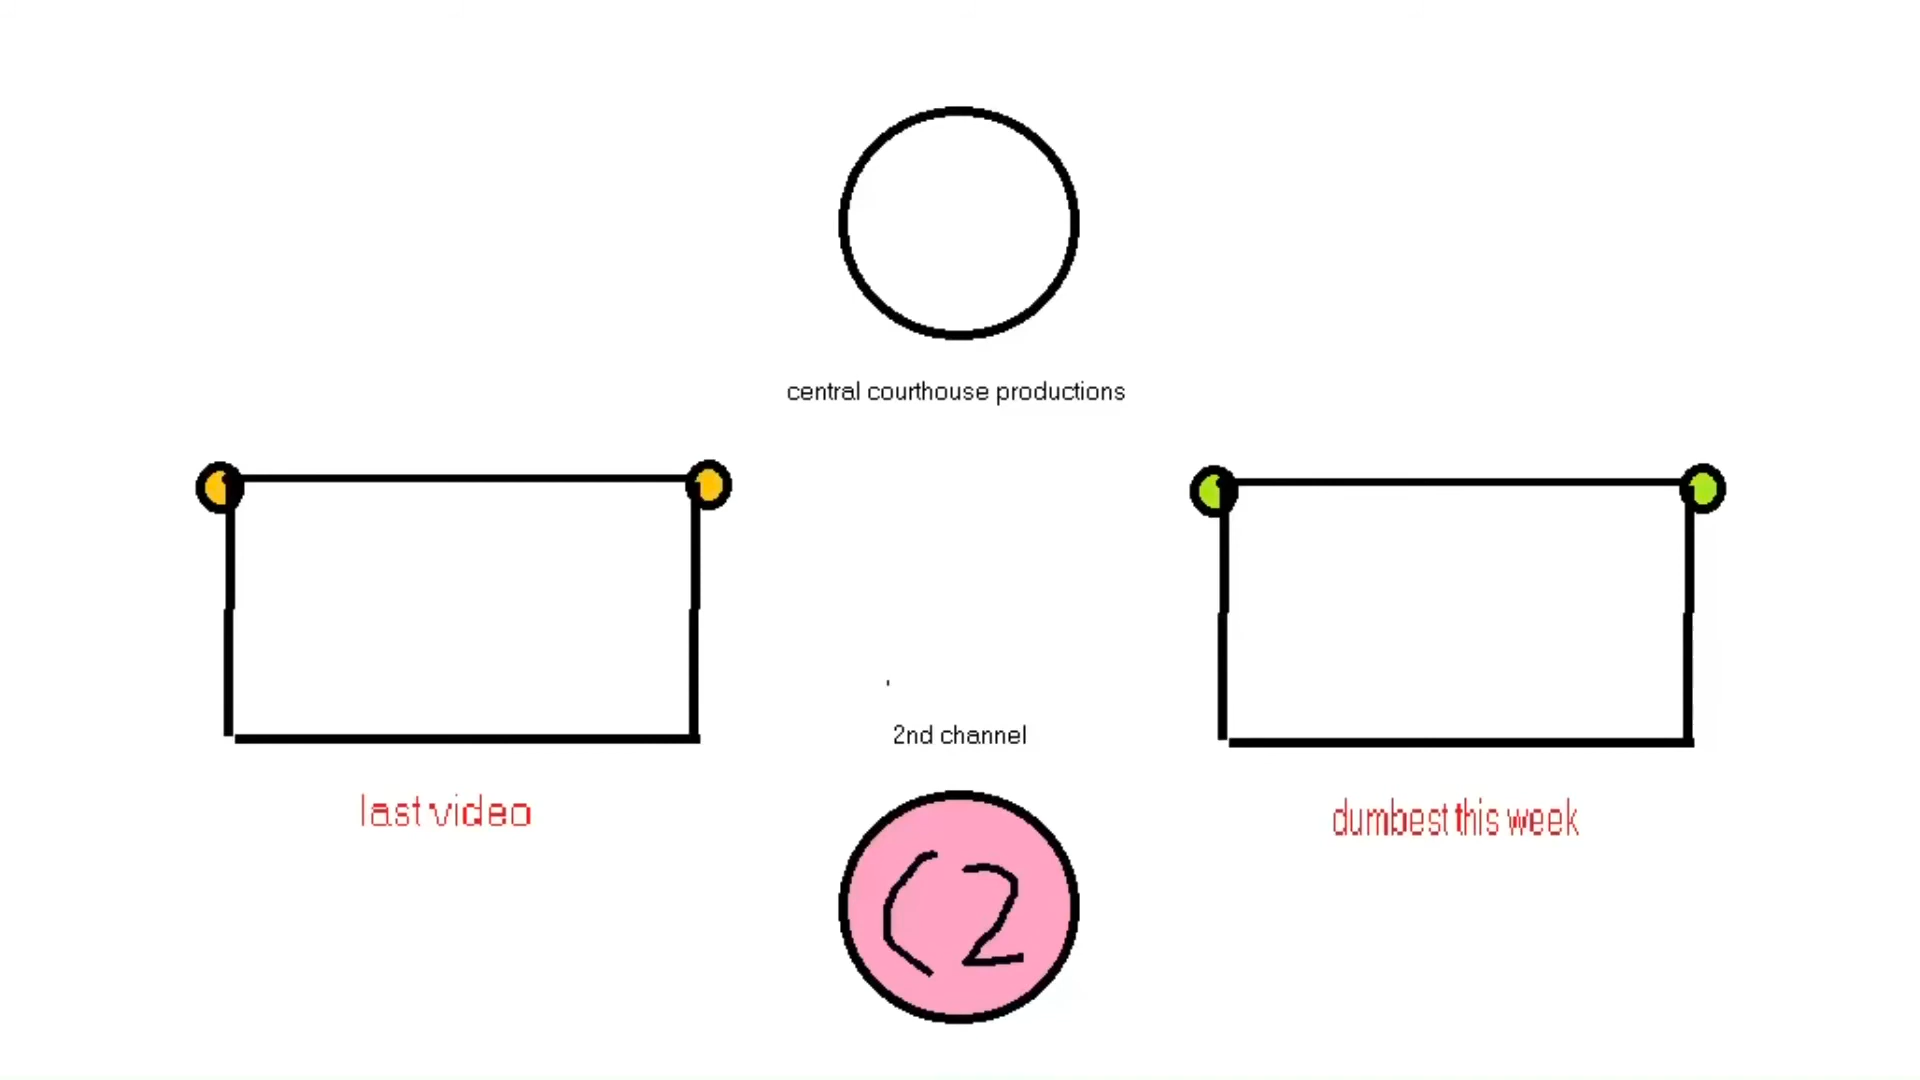 central courthouse productions
2nd channel
last video
dumbest this week
C2